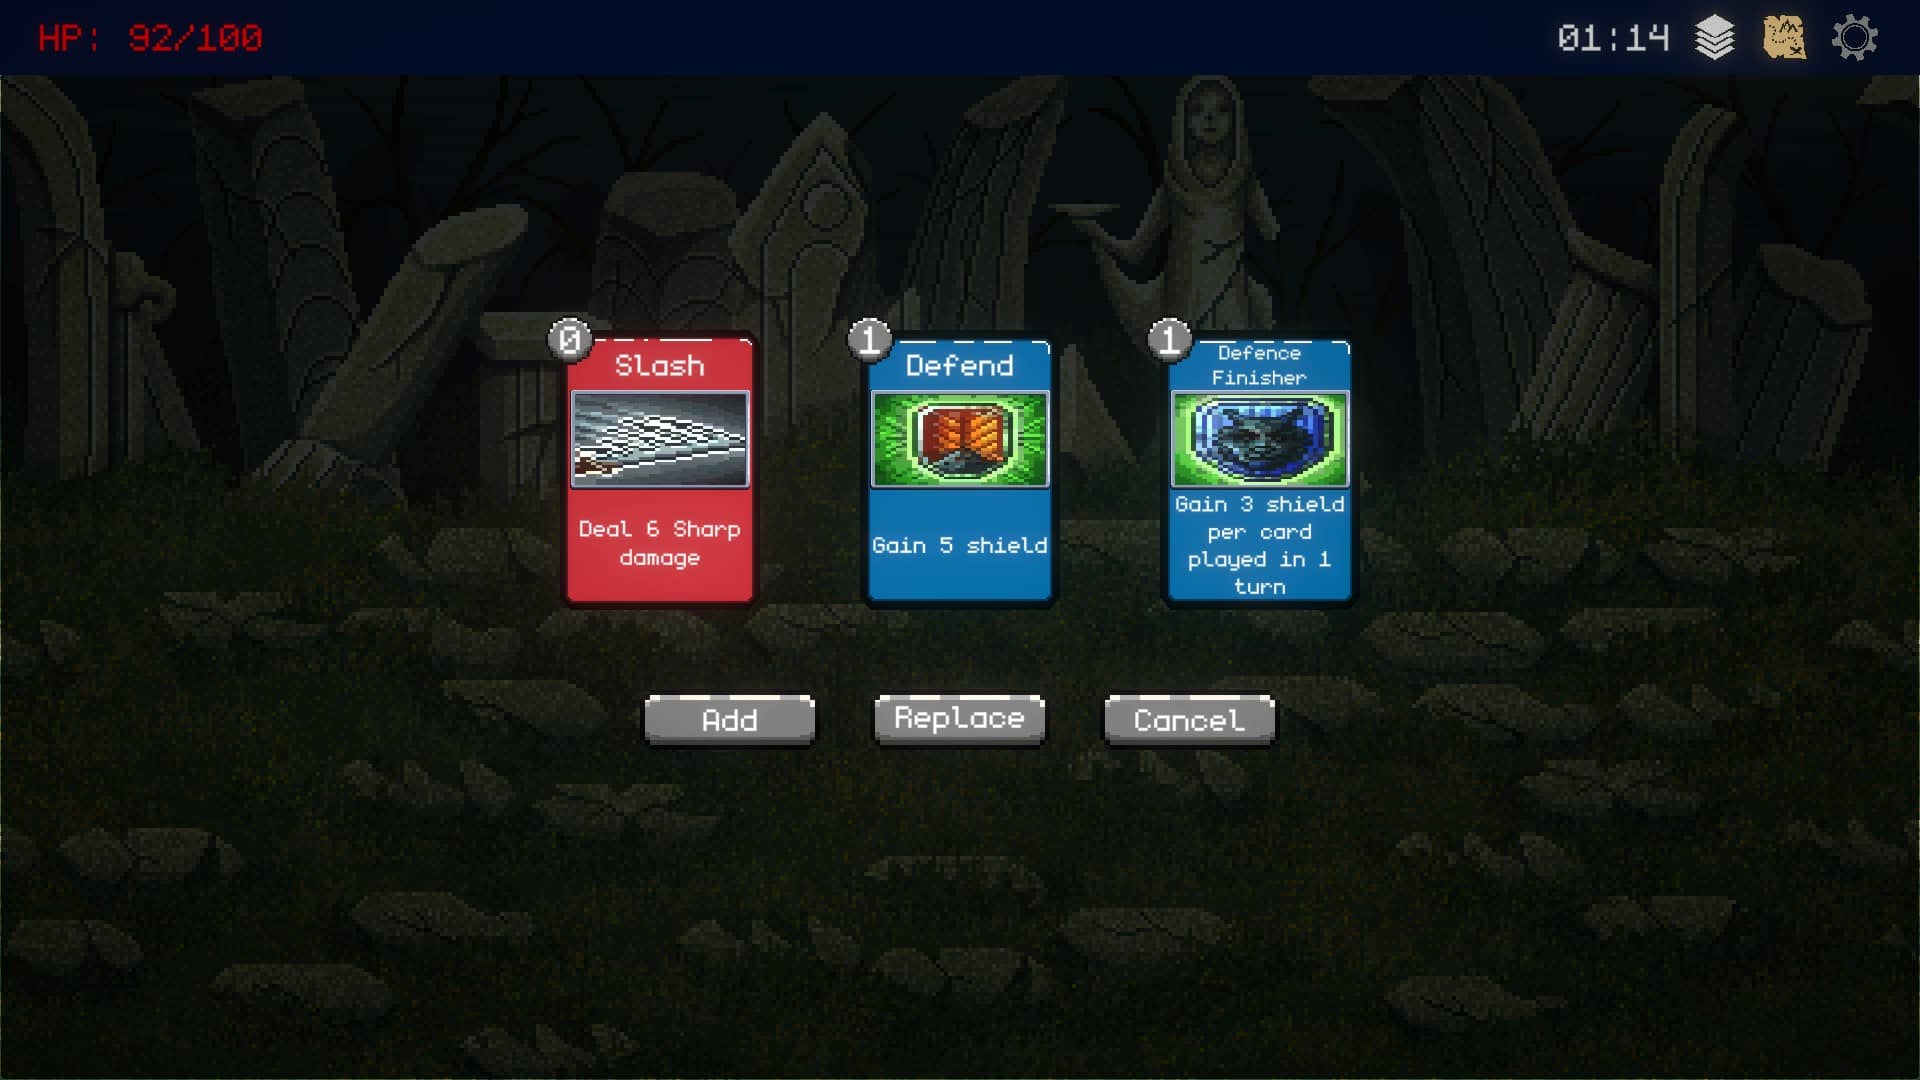 HP: 92/100
01:14
0
Slash
Deal 6 Sharp
damage
1
Defend
Gain 5 shield
1
Defence
Finisher
Gain 3 shield
per card
played in 1
turn
Add
Replace
Cancel